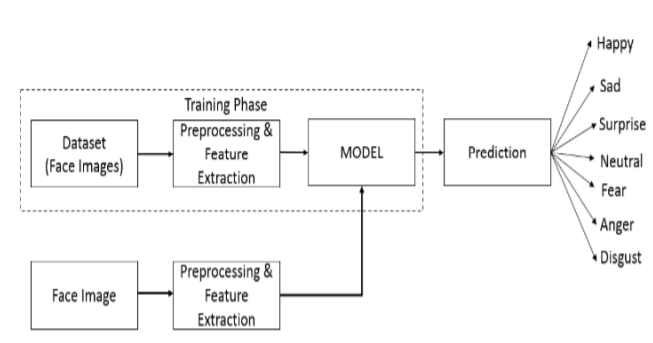 Training Phase
Dataset
(Face Images)
Preprocessing &
Feature
Extraction
MODEL
Prediction
Happy
Sad
Surprise
Neutral
Fear
Anger
Disgust
Face Image
Preprocessing &
Feature
Extraction